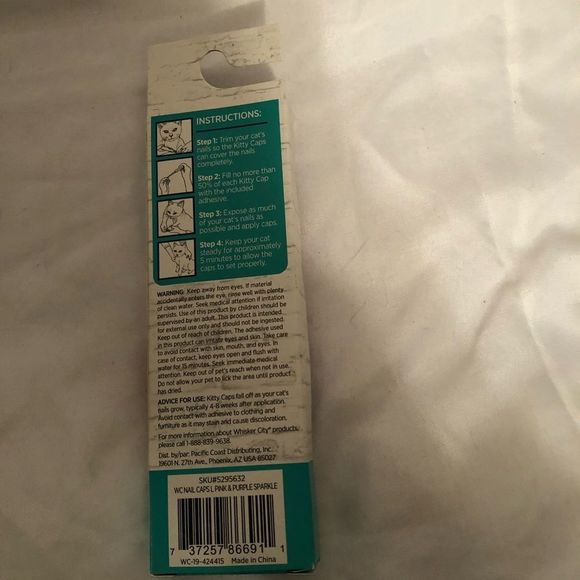 INSTRUCTIONS:
Step 1: Trim your cat's
nails so the Kitty Caps
can cover the nails
completely.
Step 2: Fill no more than
50% of each Kitty Cap
with the included
adhesive.
Step 3: Expose as much
of your cat's nails as
possible and apply caps.
Step 4: Keep your cat
steady for approximately
5 minutes to allow the
caps to set properly.
WARNING: Keep away from eyes. If material
accidentally enters the eye, rinse well with plenty
of clean water. Seek medical attention if irritation
persists. Use of this product by children should be
supervised by an adult. This product is intended
for external use only and should not be ingested.
Keep out of reach of children. The adhesive used
in this product can irritate eyes and skin. Take care
to avoid contact with skin, mouth, and eyes. In
case of contact, keep eyes open and flush with
water for 15 minutes. Seek immediate medical
attention. Keep out of pet's reach when not in use.
Do not allow your pet to lick the area until product
has dried.
ADVICE FOR USE: Kitty Caps fall off as your cat's
nails grow, typically 4-8 weeks after application.
Avoid contact with adhesive to clothing and
furniture as it may stain and cause discoloration.
For more information about Whisker City® products,
please call 1-888-839-9638.
Dist. by/par: Pacific Coast Distributing, Inc.
19601 N. 27th Ave., Phoenix, AZ USA 85027
SKU#5295632
WC NAIL CAPS L PINK & PURPLE SPARKLE
7 37257 86691 1
WC-19-424415 Made in China